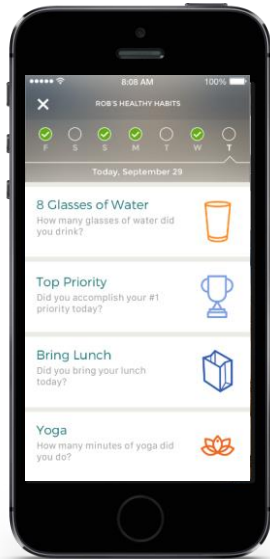 8:08 AM 100%
ROB'S HEALTHY HABITS
F S S M T W T
Today, September 29
8 Glasses of Water
How many glasses of water did
you drink?
Top Priority
Did you accomplish your #1
priority today?
Bring Lunch
Did you bring your lunch
today?
Yoga
How many minutes of yoga did
you do?